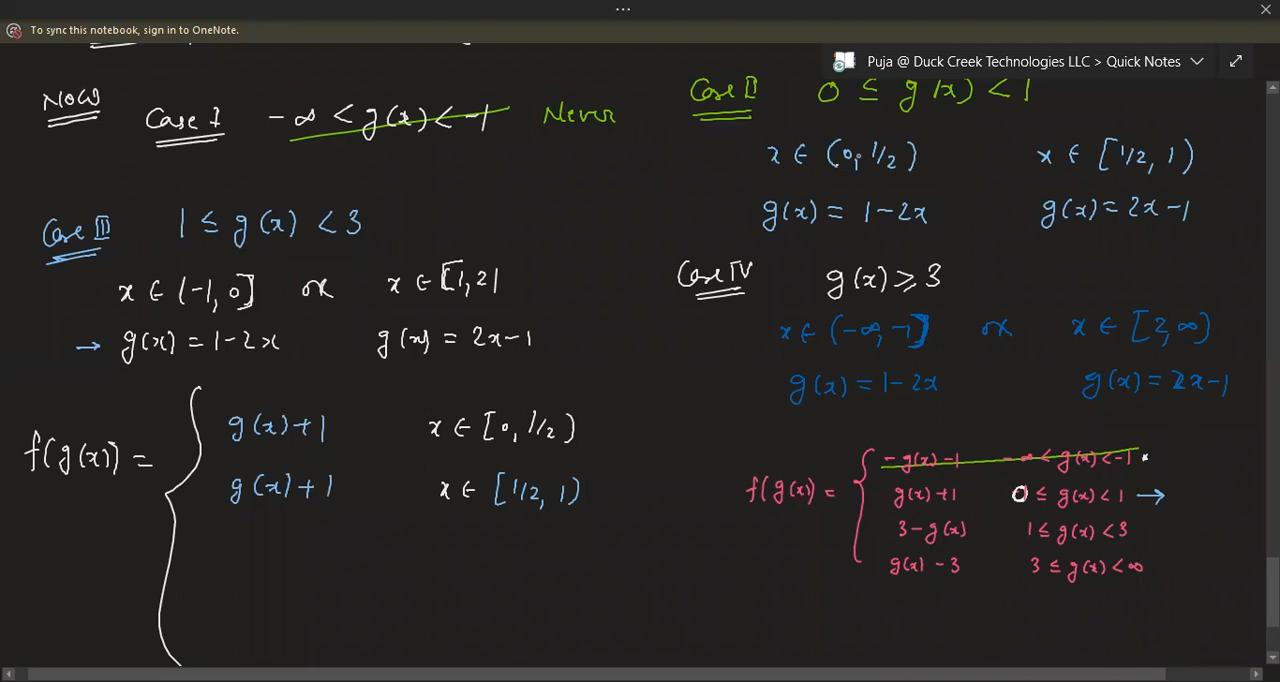 To sync this notebook, sign in to OneNote.
Puja @ Duck Creek Technologies LLC > Quick Notes
Now
Case I -∞ < g(x) < -1 Never
Case II 0 ≤ g(x) < 1
x ∈ (0, 1/2) x ∈ [1/2, 1)
g(x) = 1-2x g(x) = 2x-1
Case III 1 ≤ g(x) < 3
x ∈ (-1, 0] or x ∈ [1, 2)
→ g(x) = 1-2x g(x) = 2x-1
Case IV g(x) ≥ 3
x ∈ (-∞, -1] or x ∈ [2, ∞)
g(x) = 1-2x g(x) = 2x-1
f(g(x)) =
g(x)+1 x ∈ [0, 1/2)
g(x)+1 x ∈ [1/2, 1)
f(g(x)) =
-g(x)-1 -∞ < g(x) < -1
g(x)+1 0 ≤ g(x) < 1 →
3-g(x) 1 ≤ g(x) < 3
g(x)-3 3 ≤ g(x) < ∞